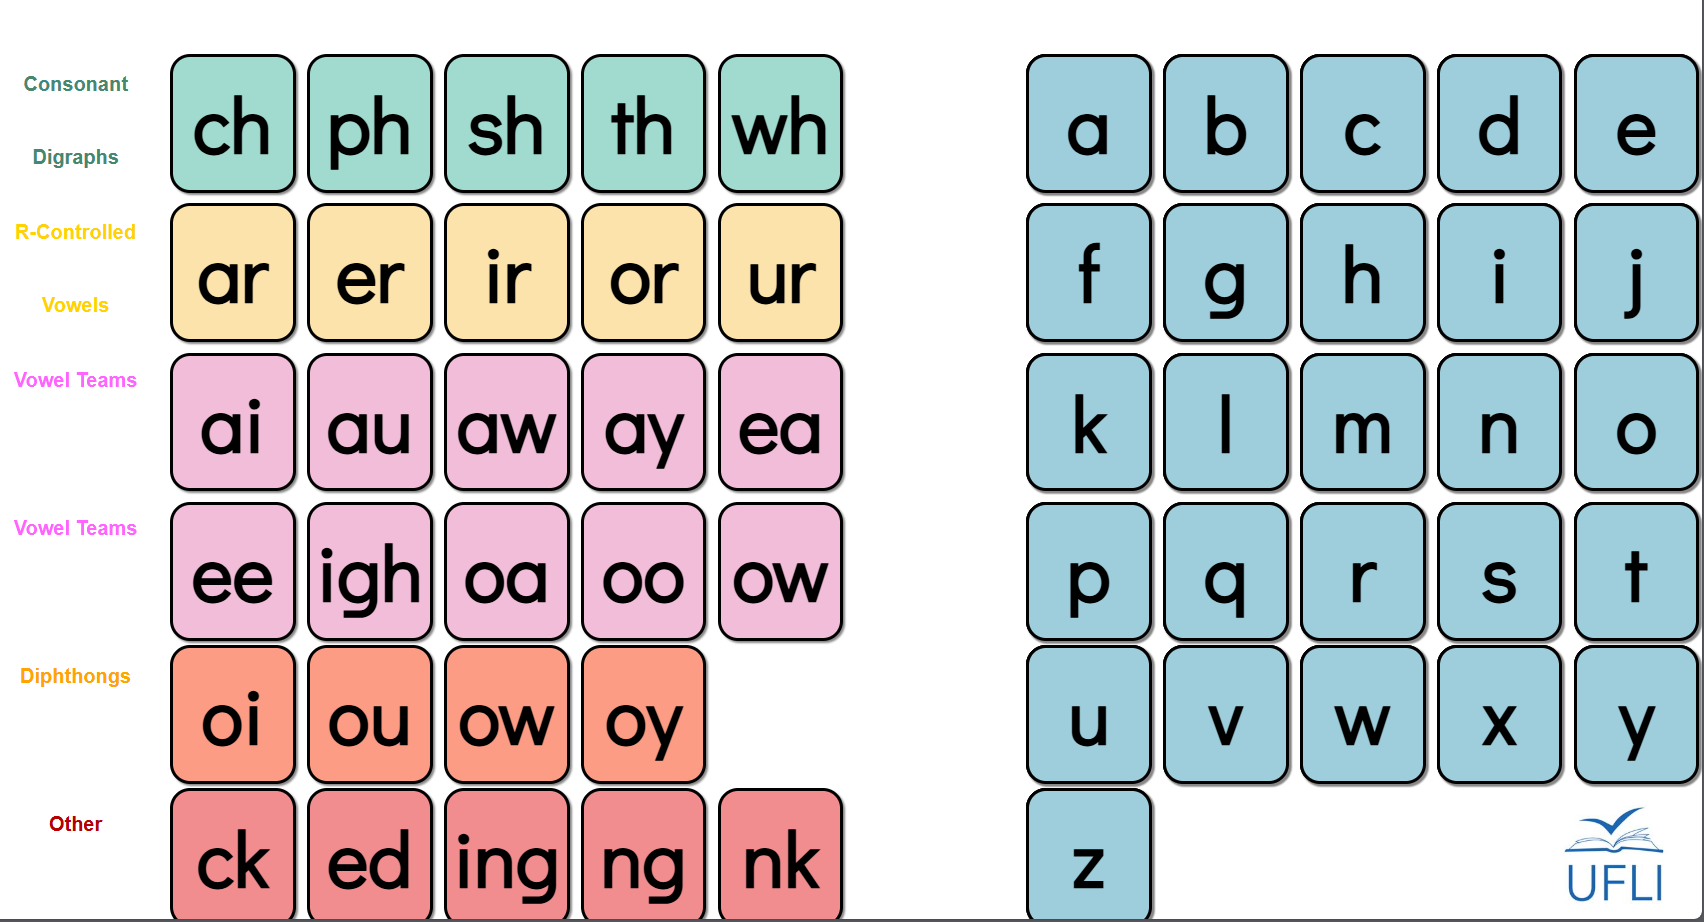 Consonant
Digraphs
ch ph sh th wh
a b c d e
R-Controlled
Vowels
ar er ir or ur
f g h i j
Vowel Teams
ai au aw ay ea
k l m n o
Vowel Teams
ee igh oa oo ow
p q r s t
Diphthongs
oi ou ow oy
u v w x y
Other
ck ed ing ng nk
z
UFLI